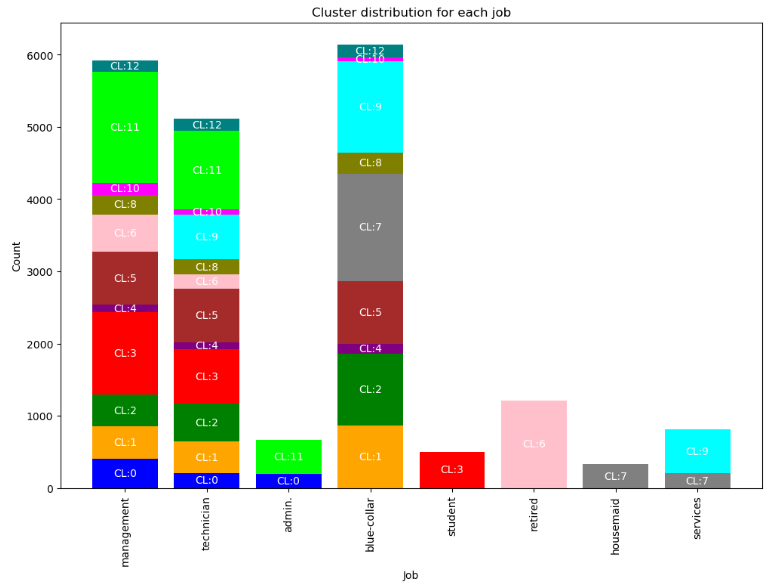 Cluster distribution for each job
6000
5000
4000
3000
2000
1000
0
Count
CL:12
CL:11
CL:10
CL:8
CL:6
CL:5
CL:4
CL:3
CL:2
CL:1
CL:0
CL:12
CL:11
CL:10
CL:9
CL:8
CL:6
CL:5
CL:4
CL:3
CL:2
CL:1
CL:0
CL:11
CL:0
CL:12
CL:10
CL:9
CL:8
CL:7
CL:5
CL:4
CL:2
CL:1
CL:3
CL:6
CL:7
CL:9
CL:7
management
technician
admin.
blue-collar
student
retired
housemaid
services
Job